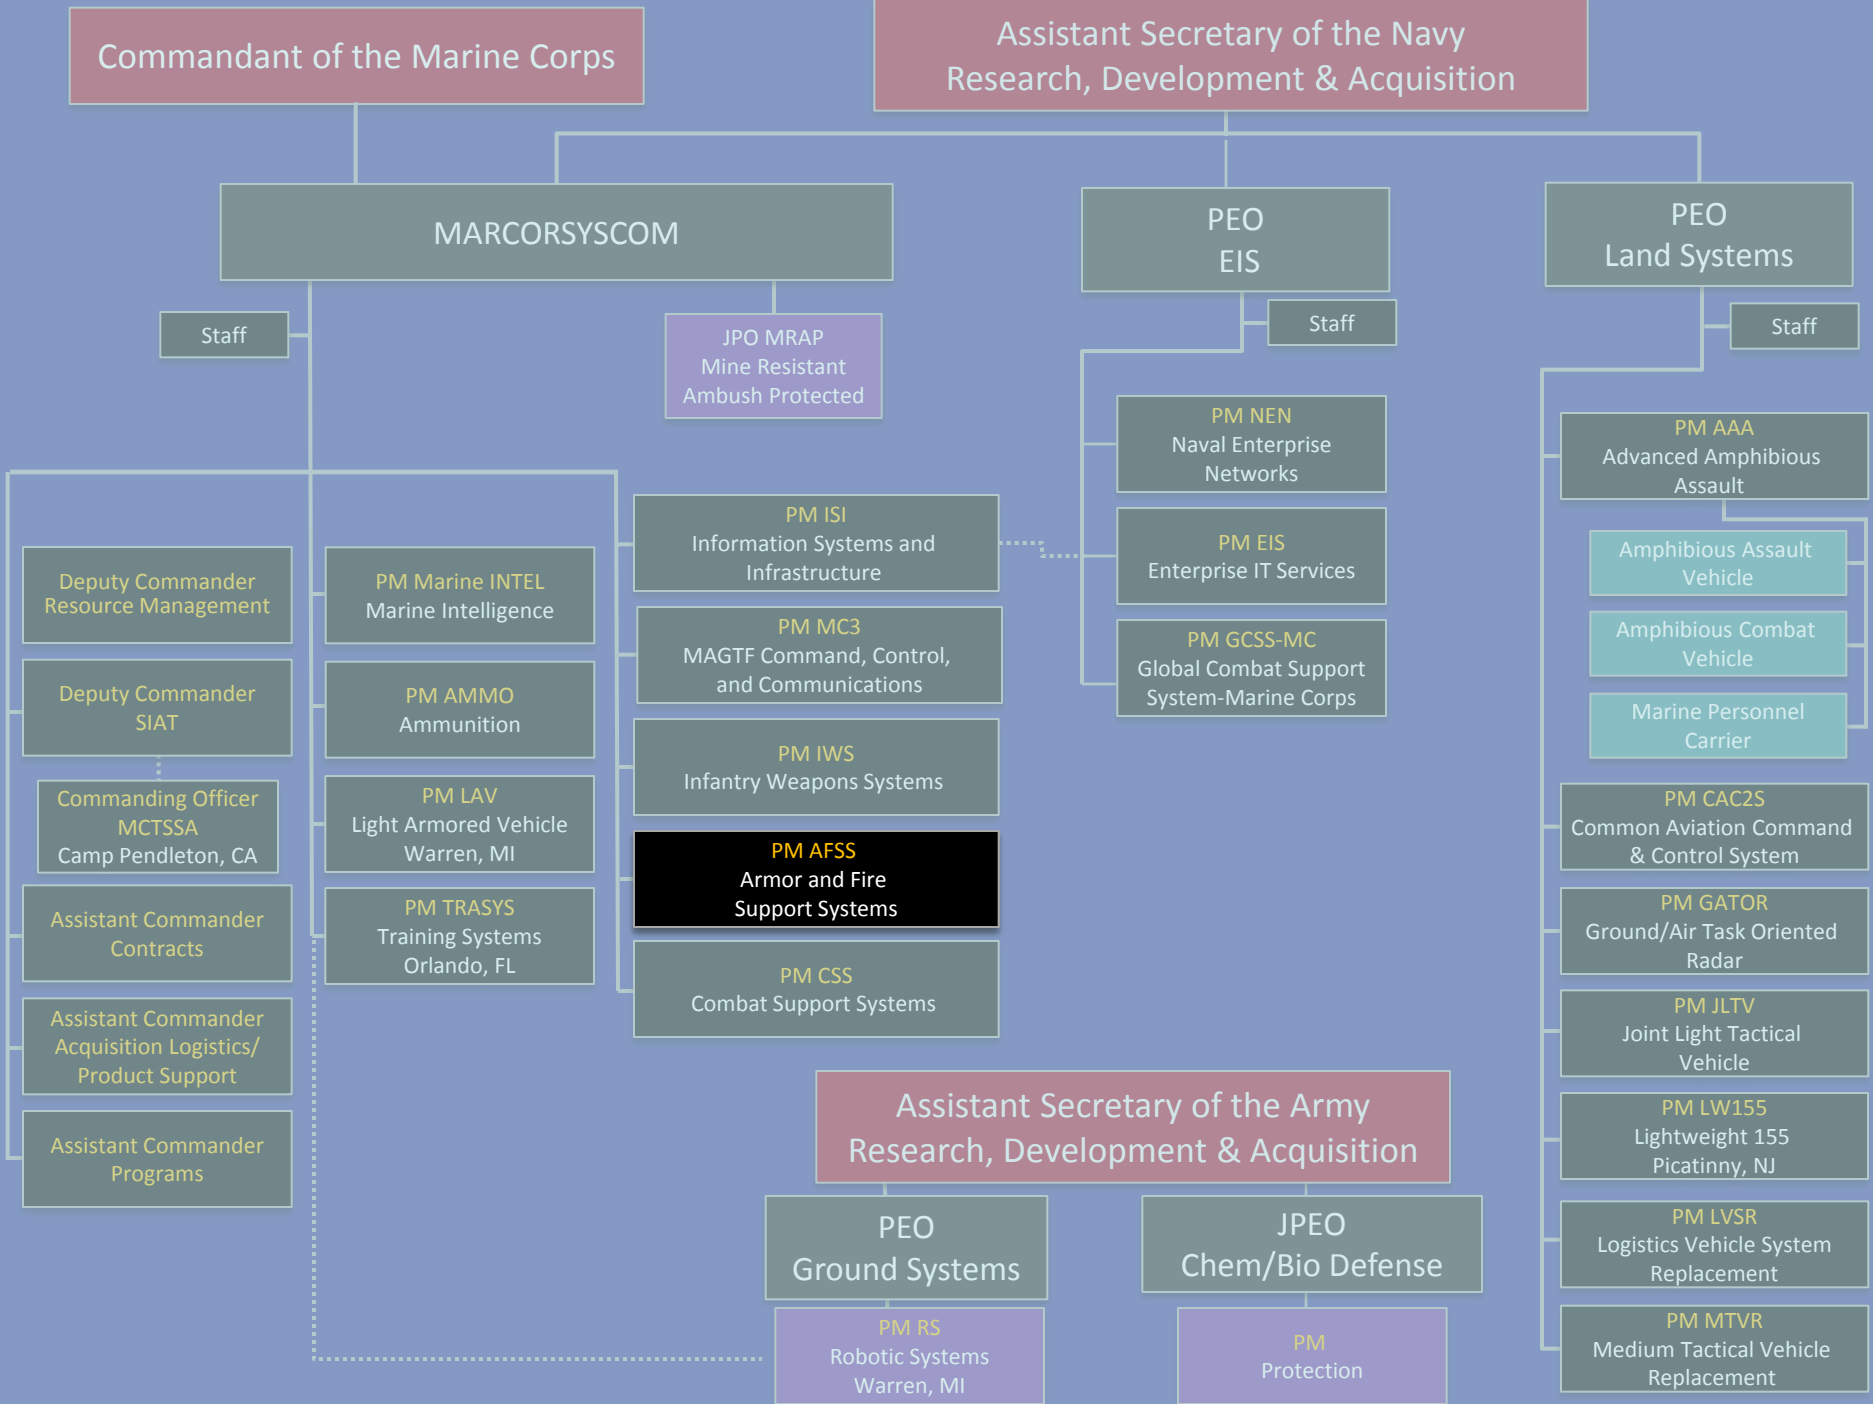 Commandant of the Marine Corps
Assistant Secretary of the Navy
Research, Development & Acquisition
MARCORSYSCOM
PEO
EIS
PEO
Land Systems
Staff
JPO MRAP
Mine Resistant
Ambush Protected
Staff
Staff
Deputy Commander
Resource Management
Deputy Commander
SIAT
Commanding Officer
MCTSSA
Camp Pendleton, CA
Assistant Commander
Contracts
Assistant Commander
Acquisition Logistics/
Product Support
Assistant Commander
Programs
PM Marine INTEL
Marine Intelligence
PM AMMO
Ammunition
PM LAV
Light Armored Vehicle
Warren, MI
PM TRASYS
Training Systems
Orlando, FL
PM ISI
Information Systems and
Infrastructure
PM MC3
MAGTF Command, Control,
and Communications
PM IWS
Infantry Weapons Systems
PM AFSS
Armor and Fire
Support Systems
PM CSS
Combat Support Systems
PM NEN
Naval Enterprise
Networks
PM EIS
Enterprise IT Services
PM GCSS-MC
Global Combat Support
System-Marine Corps
PM AAA
Advanced Amphibious
Assault
Amphibious Assault
Vehicle
Amphibious Combat
Vehicle
Marine Personnel
Carrier
PM CAC2S
Common Aviation Command
& Control System
PM GATOR
Ground/Air Task Oriented
Radar
PM JLTV
Joint Light Tactical
Vehicle
PM LW155
Lightweight 155
Picatinny, NJ
PM LVSR
Logistics Vehicle System
Replacement
PM MTVR
Medium Tactical Vehicle
Replacement
Assistant Secretary of the Army
Research, Development & Acquisition
PEO
Ground Systems
JPEO
Chem/Bio Defense
PM RS
Robotic Systems
Warren, MI
PM
Protection